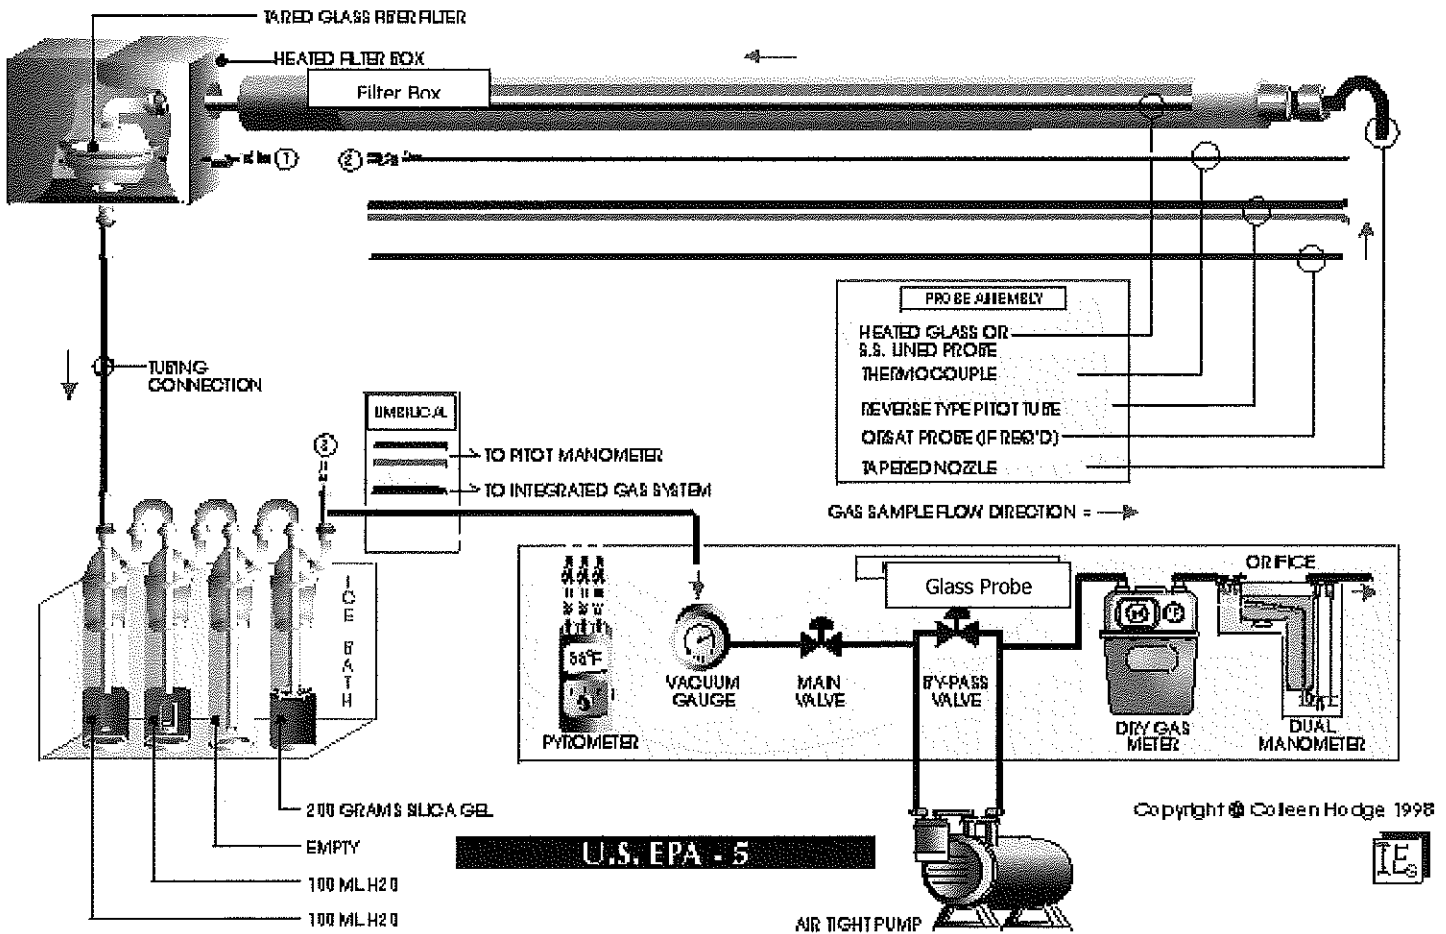 TARED GLASS FIBER FILTER
HEATED FILTER BOX
Filter Box
1
2
PROBE ASSEMBLY
HEATED GLASS OR
S.S. LINED PROBE
THERMOCOUPLE
REVERSE TYPE PITOT TUBE
ORSAT PROBE (IF REQ'D)
TAPERED NOZZLE
TUBING
CONNECTION
UMBILICAL
3
TO PITOT MANOMETER
TO INTEGRATED GAS SYSTEM
GAS SAMPLE FLOW DIRECTION =
ORIFICE
Glass Probe
ICE BATH
VACUUM
GAUGE
MAIN
VALVE
BY-PASS
VALVE
PYROMETER
DRY GAS
METER
DUAL
MANOMETER
200 GRAMS SILICA GEL
EMPTY
100 ML H20
100 ML H20
U.S. EPA - 5
AIR TIGHT PUMP
Copyright © Colleen Hodge 1998